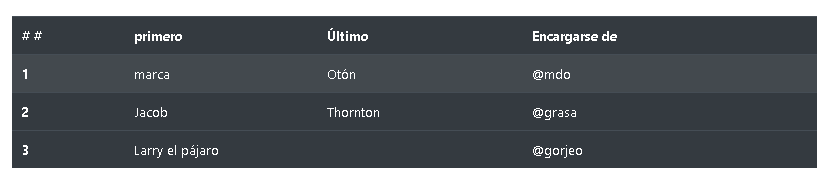 # # primero Último Encargarse de
1 marca Otón @mdo
2 Jacob Thornton @grasa
3 Larry el pájaro @gorjeo